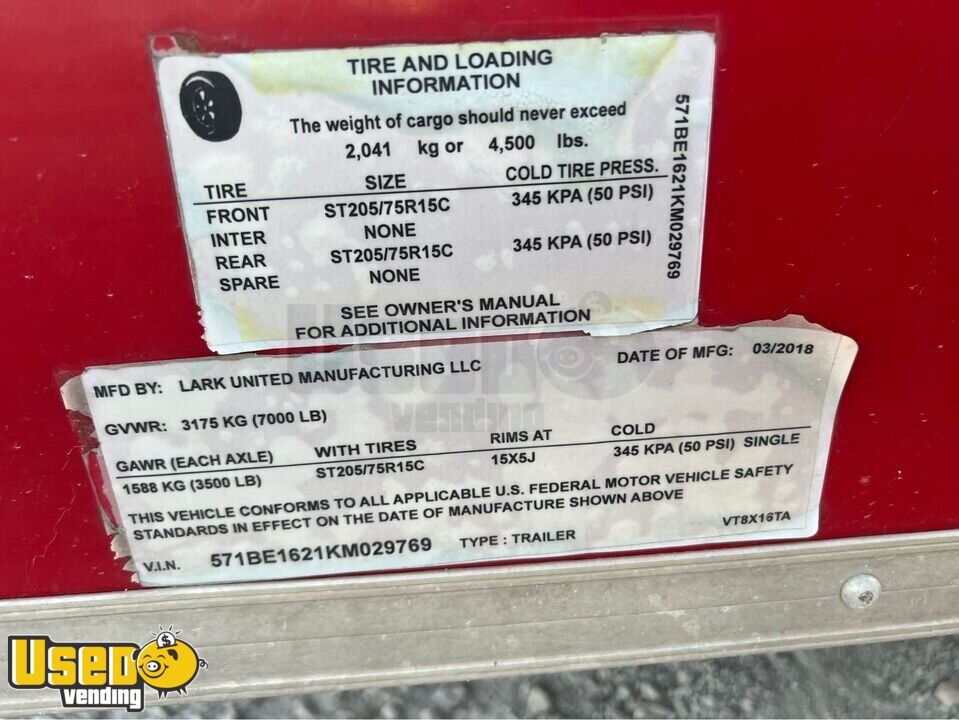 TIRE AND LOADING
INFORMATION
The weight of cargo should never exceed
2,041 kg or 4,500 lbs.
TIRE SIZE COLD TIRE PRESS.
FRONT ST205/75R15C 345 KPA (50 PSI)
INTER NONE
REAR ST205/75R15C 345 KPA (50 PSI)
SPARE NONE
SEE OWNER'S MANUAL
FOR ADDITIONAL INFORMATION
571BE1621KM029769
MFD BY: LARK UNITED MANUFACTURING LLC DATE OF MFG: 03/2018
GVWR: 3175 KG (7000 LB)
GAWR (EACH AXLE) WITH TIRES RIMS AT COLD
1588 KG (3500 LB) ST205/75R15C 15X5J 345 KPA (50 PSI) SINGLE
THIS VEHICLE CONFORMS TO ALL APPLICABLE U.S. FEDERAL MOTOR VEHICLE SAFETY
STANDARDS IN EFFECT ON THE DATE OF MANUFACTURE SHOWN ABOVE
V.I.N. 571BE1621KM029769 TYPE : TRAILER VT8X16TA
Used
vending
Used
vending